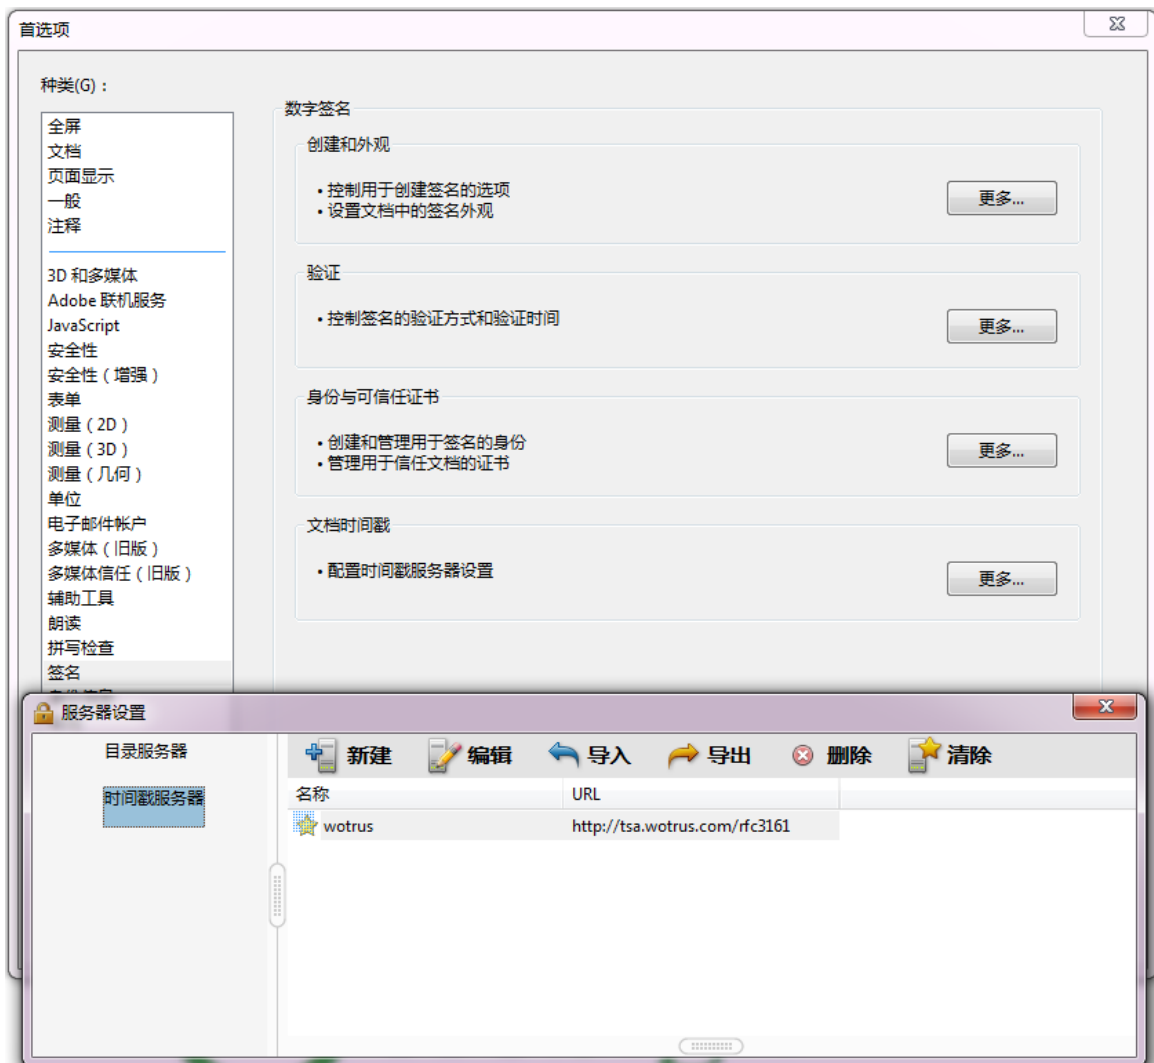 首选项
种类(G)：
全屏
文档
页面显示
一般
注释
3D 和多媒体
Adobe 联机服务
JavaScript
安全性
安全性（增强）
表单
测量（2D）
测量（3D）
测量（几何）
单位
电子邮件帐户
多媒体（旧版）
多媒体信任（旧版）
辅助工具
朗读
拼写检查
签名
数字签名
创建和外观
• 控制用于创建签名的选项
• 设置文档中的签名外观
更多...
验证
• 控制签名的验证方式和验证时间
更多...
身份与可信任证书
• 创建和管理用于签名的身份
• 管理用于信任文档的证书
更多...
文档时间戳
• 配置时间戳服务器设置
更多...
服务器设置
目录服务器
时间戳服务器
新建 编辑 导入 导出 删除 清除
名称 URL
wotrus http://tsa.wotrus.com/rfc3161